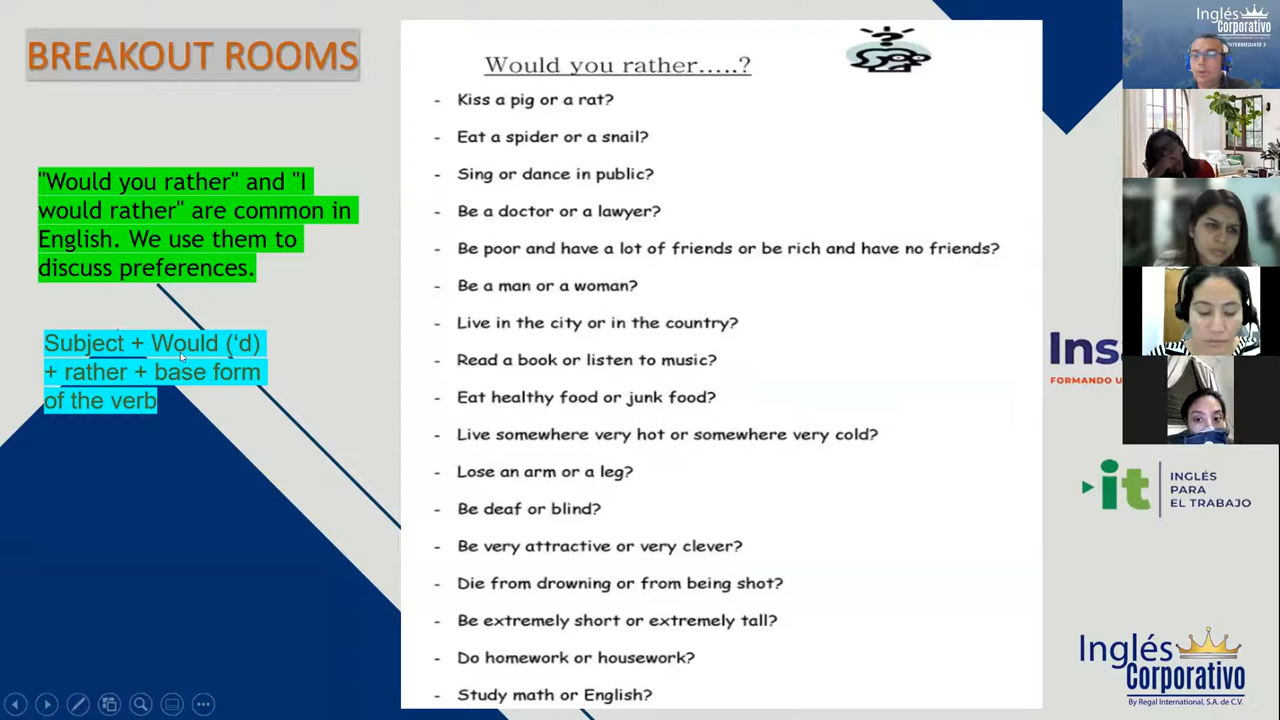 BREAKOUT ROOMS
"Would you rather" and "I
would rather" are common in
English. We use them to
discuss preferences.
Subject + Would (‘d)
+ rather + base form
of the verb
Would you rather.....?
- Kiss a pig or a rat?
- Eat a spider or a snail?
- Sing or dance in public?
- Be a doctor or a lawyer?
- Be poor and have a lot of friends or be rich and have no friends?
- Be a man or a woman?
- Live in the city or in the country?
- Read a book or listen to music?
- Eat healthy food or junk food?
- Live somewhere very hot or somewhere very cold?
- Lose an arm or a leg?
- Be deaf or blind?
- Be very attractive or very clever?
- Die from drowning or from being shot?
- Be extremely short or extremely tall?
- Do homework or housework?
- Study math or English?
Inglés
Corporativo
INTERMEDIATE 3
Ins
FORMANDO U
it
INGLÉS
PARA
EL TRABAJO
Inglés
Corporativo
By Regal International, S.A. de C.V.